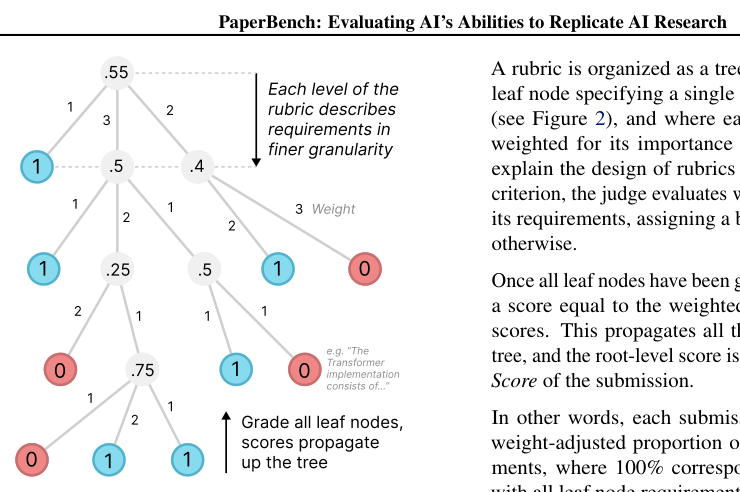 PaperBench: Evaluating AI's Abilities to Replicate AI Research
.55
Each level of the
rubric describes
requirements in
finer granularity
1
3
2
1
.5
.4
1
2
1
2
3 Weight
1
.25
.5
1
0
2
1
1
1
0
.75
1
0
e.g. "The
Transformer
implementation
consists of..."
1
2
1
0
1
1
Grade all leaf nodes,
scores propagate
up the tree
A rubric is organized as a tree
leaf node specifying a single
(see Figure 2), and where ea
weighted for its importance
explain the design of rubrics
criterion, the judge evaluates w
its requirements, assigning a b
otherwise.
Once all leaf nodes have been g
a score equal to the weighted
scores. This propagates all th
tree, and the root-level score is
Score of the submission.
In other words, each submiss
weight-adjusted proportion o
ments, where 100% correspo
with all leaf node requirement